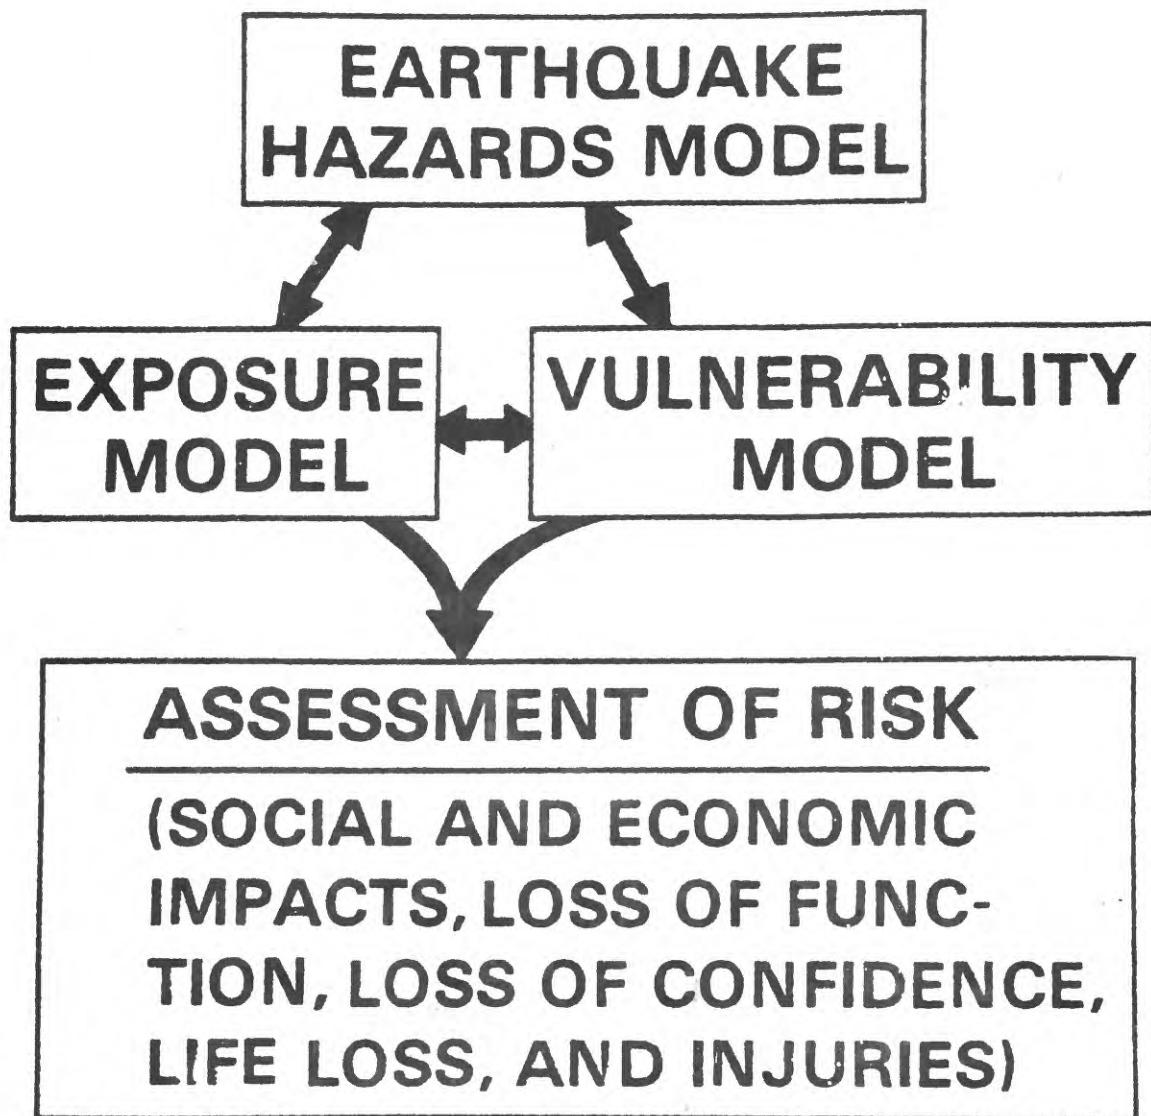 EARTHQUAKE
HAZARDS MODEL
EXPOSURE
MODEL
VULNERABILITY
MODEL
ASSESSMENT OF RISK
(SOCIAL AND ECONOMIC
IMPACTS, LOSS OF FUNC-
TION, LOSS OF CONFIDENCE,
LIFE LOSS, AND INJURIES)